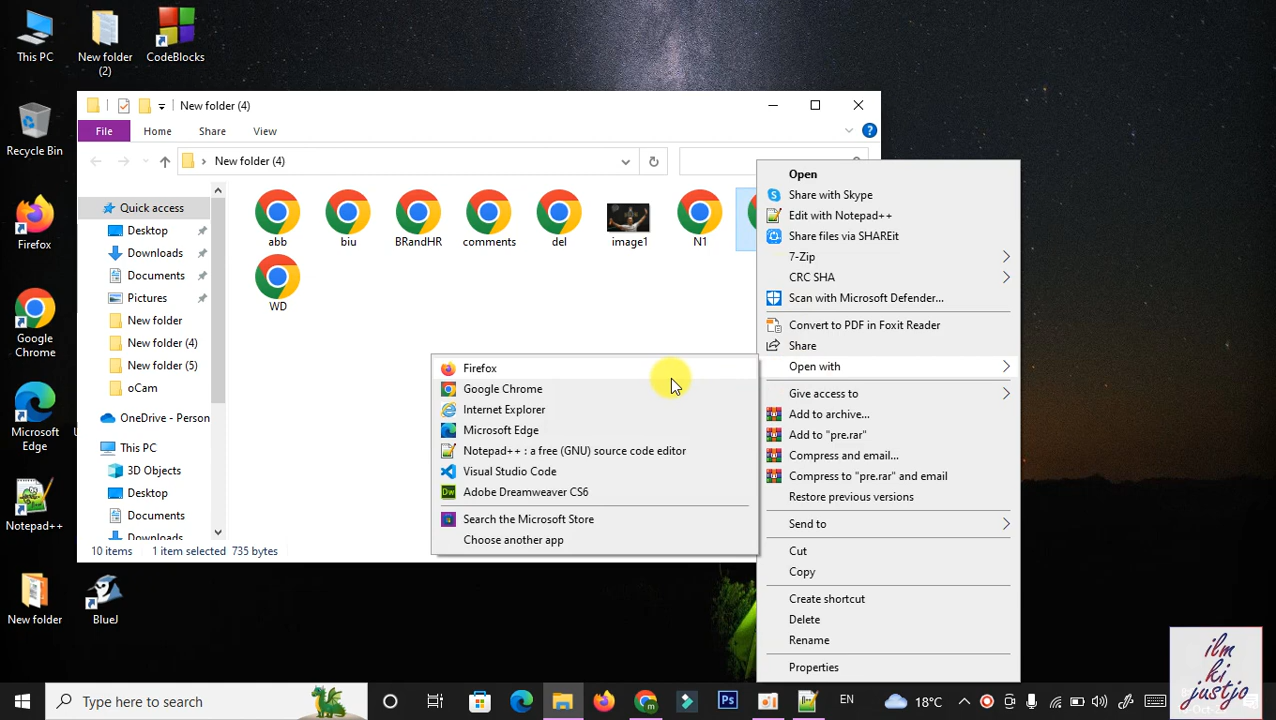 This PC
New folder
(2)
CodeBlocks
Recycle Bin
Firefox
Google
Chrome
Microsoft
Edge
Notepad++
New folder
BlueJ
New folder (4)
File
Home
Share
View
New folder (4)
Quick access
Desktop
Downloads
Documents
Pictures
New folder
New folder (4)
New folder (5)
oCam
OneDrive - Person
This PC
3D Objects
Desktop
Documents
Downloads
abb
biu
BRandHR
comments
del
image1
N1
WD
10 items
1 item selected
735 bytes
Open
Share with Skype
Edit with Notepad++
Share files via SHAREit
7-Zip
CRC SHA
Scan with Microsoft Defender...
Convert to PDF in Foxit Reader
Share
Open with
Give access to
Add to archive...
Add to "pre.rar"
Compress and email...
Compress to "pre.rar" and email
Restore previous versions
Send to
Cut
Copy
Create shortcut
Delete
Rename
Properties
Firefox
Google Chrome
Internet Explorer
Microsoft Edge
Notepad++ : a free (GNU) source code editor
Visual Studio Code
Adobe Dreamweaver CS6
Search the Microsoft Store
Choose another app
ilm
ki
justjo
Type here to search
EN
18°C